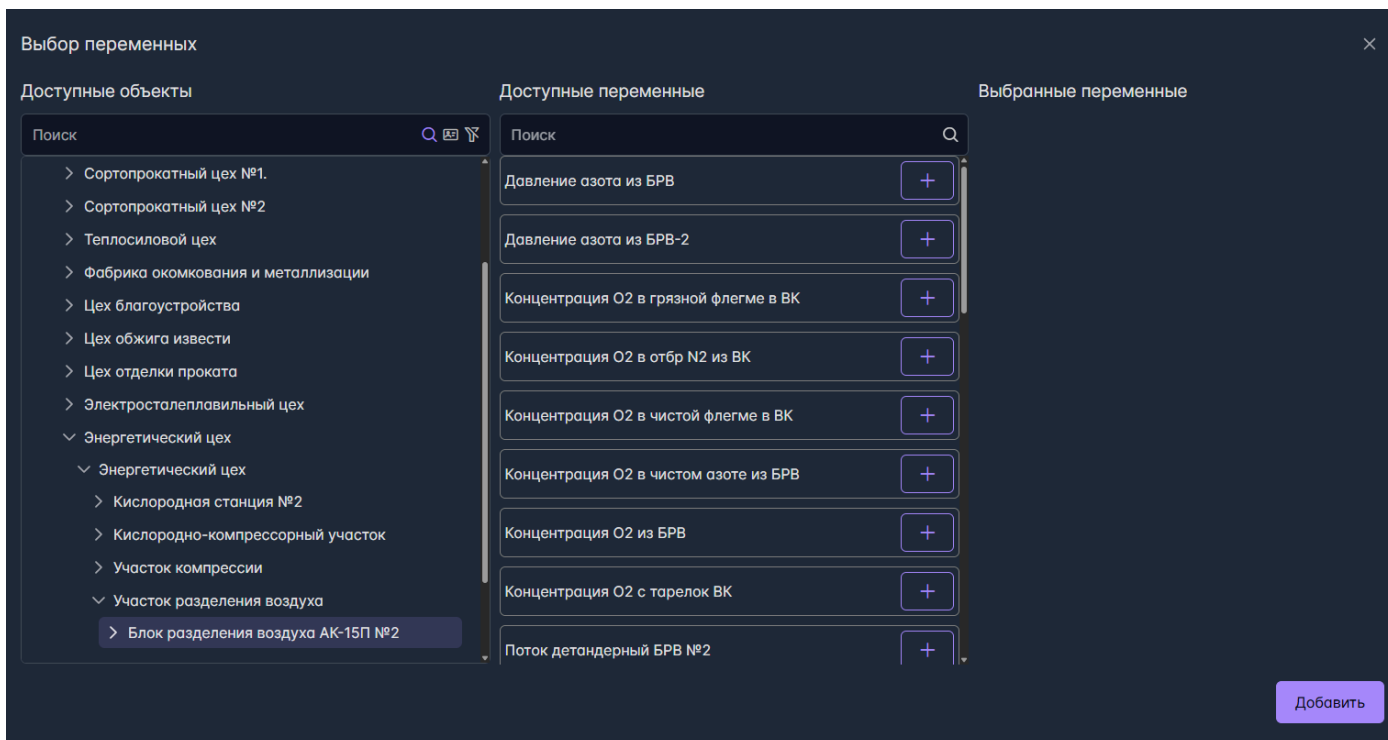 Выбор переменных
Доступные объекты
Поиск
Сортопрокатный цех №1.
Сортопрокатный цех №2
Теплосиловой цех
Фабрика окомкования и металлизации
Цех благоустройства
Цех обжига извести
Цех отделки проката
Электросталеплавильный цех
Энергетический цех
Энергетический цех
Кислородная станция №2
Кислородно-компрессорный участок
Участок компрессии
Участок разделения воздуха
Блок разделения воздуха АК-15П №2
Доступные переменные
Поиск
Давление азота из БРВ
Давление азота из БРВ-2
Концентрация О2 в грязной флегме в ВК
Концентрация О2 в отбр N2 из ВК
Концентрация О2 в чистой флегме в ВК
Концентрация О2 в чистом азоте из БРВ
Концентрация О2 из БРВ
Концентрация О2 с тарелок ВК
Поток детандерный БРВ №2
Выбранные переменные
Добавить